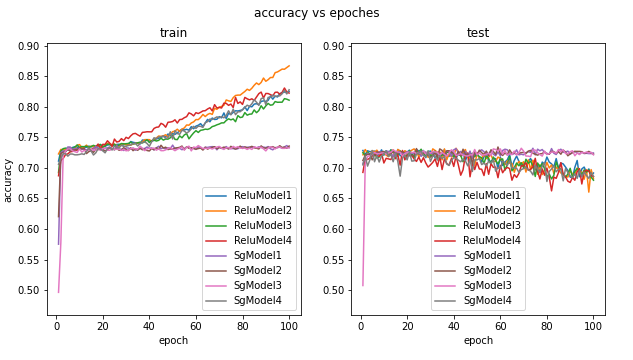 accuracy vs epoches
train
accuracy
0.90
0.85
0.80
0.75
0.70
0.65
0.60
0.55
0.50
ReluModel1
ReluModel2
ReluModel3
ReluModel4
SgModel1
SgModel2
SgModel3
SgModel4
0 20 40 60 80 100
epoch
test
0.90
0.85
0.80
0.75
0.70
0.65
0.60
0.55
0.50
ReluModel1
ReluModel2
ReluModel3
ReluModel4
SgModel1
SgModel2
SgModel3
SgModel4
0 20 40 60 80 100
epoch